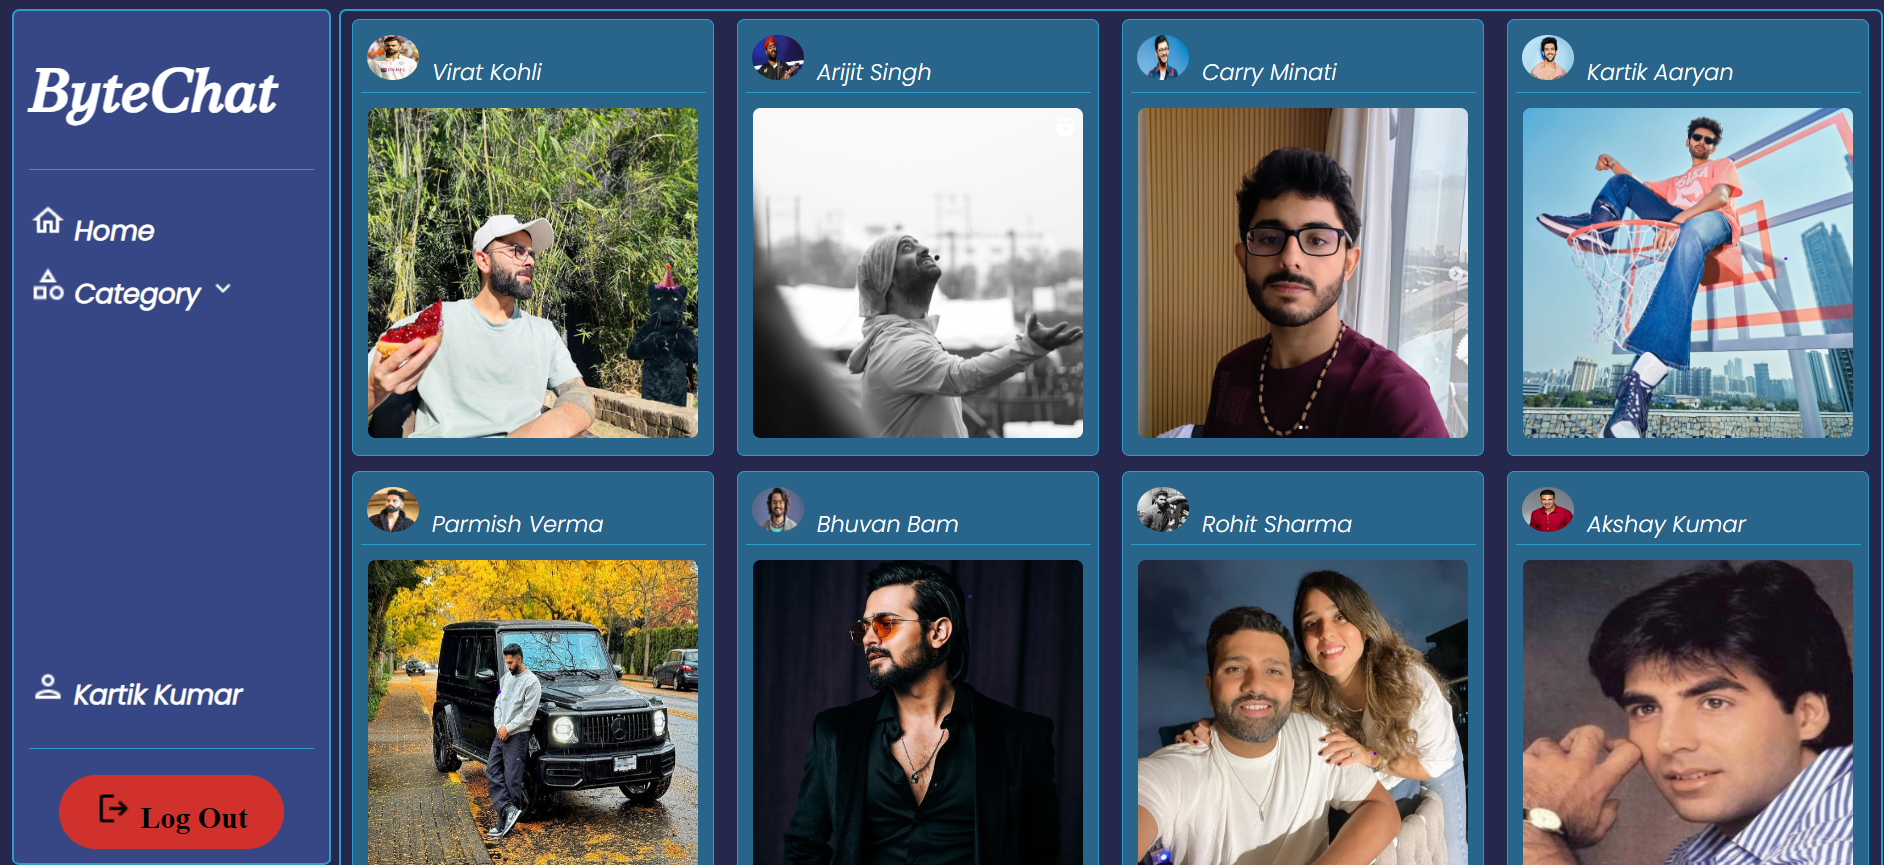 ByteChat
Home
Category
Kartik Kumar
Log Out
Virat Kohli
Arijit Singh
Carry Minati
Kartik Aaryan
Parmish Verma
Bhuvan Bam
Rohit Sharma
Akshay Kumar